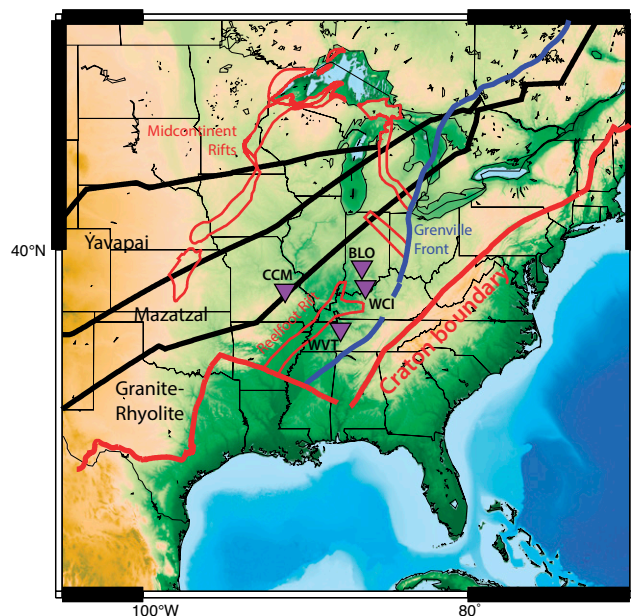 Midcontinent
Rifts
Grenville
Front
40°N
Yavapai
BLO
CCM
WCI
Mazatzal
Reelfoot Rift
WVT
Craton boundary
Granite-
Rhyolite
100°W
80°